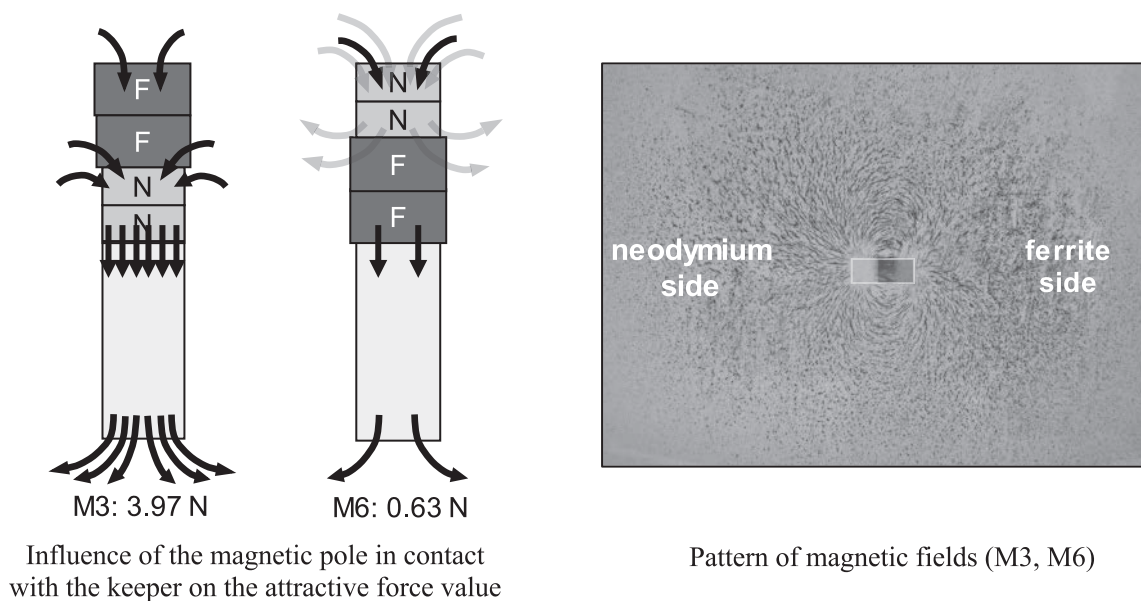 F
F
N
N
M3: 3.97 N
N
N
F
F
M6: 0.63 N
Influence of the magnetic pole in contact
with the keeper on the attractive force value
neodymium
side
ferrite
side
Pattern of magnetic fields (M3, M6)